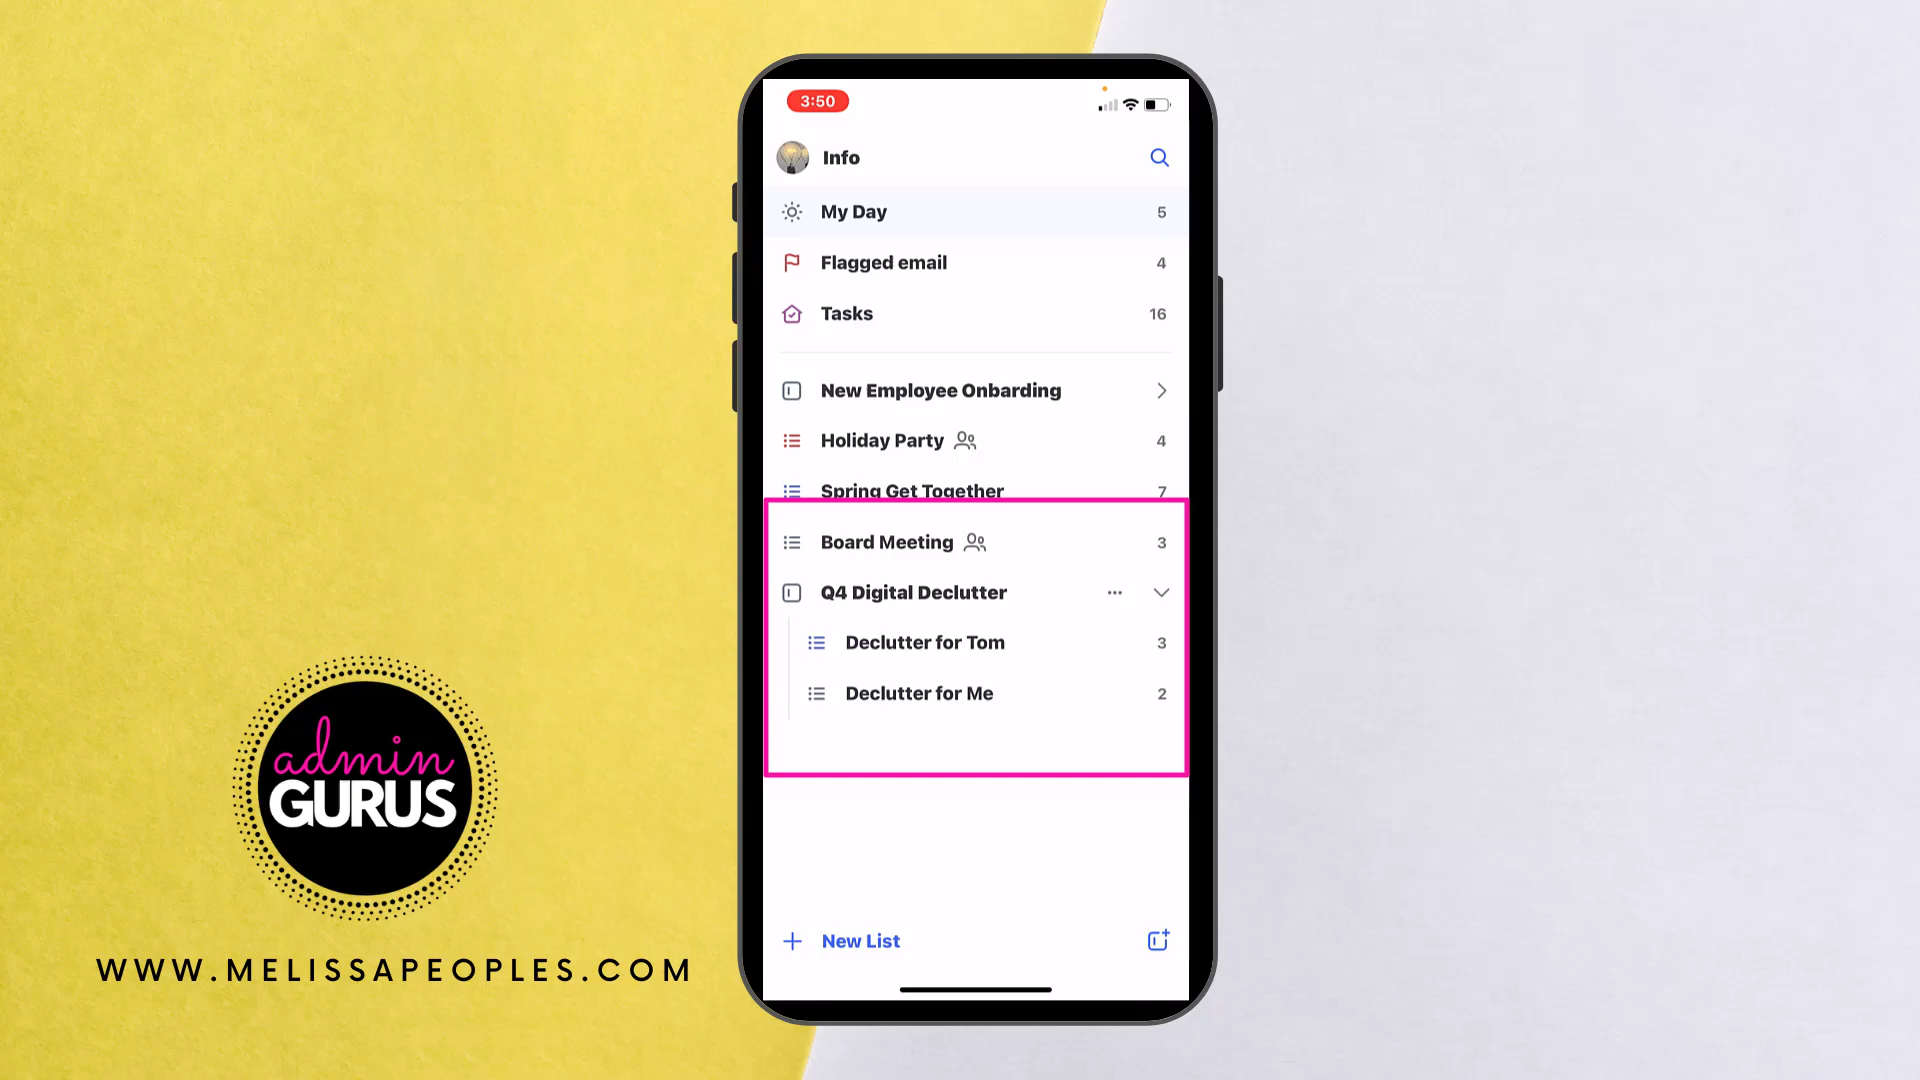 3:50
Info
My Day 5
Flagged email 4
Tasks 16
New Employee Onbarding
Holiday Party 4
Spring Get Together 7
Board Meeting 3
Q4 Digital Declutter
Declutter for Tom 3
Declutter for Me 2
New List
admin
GURUS
WWW.MELISSAPEOPLES.COM